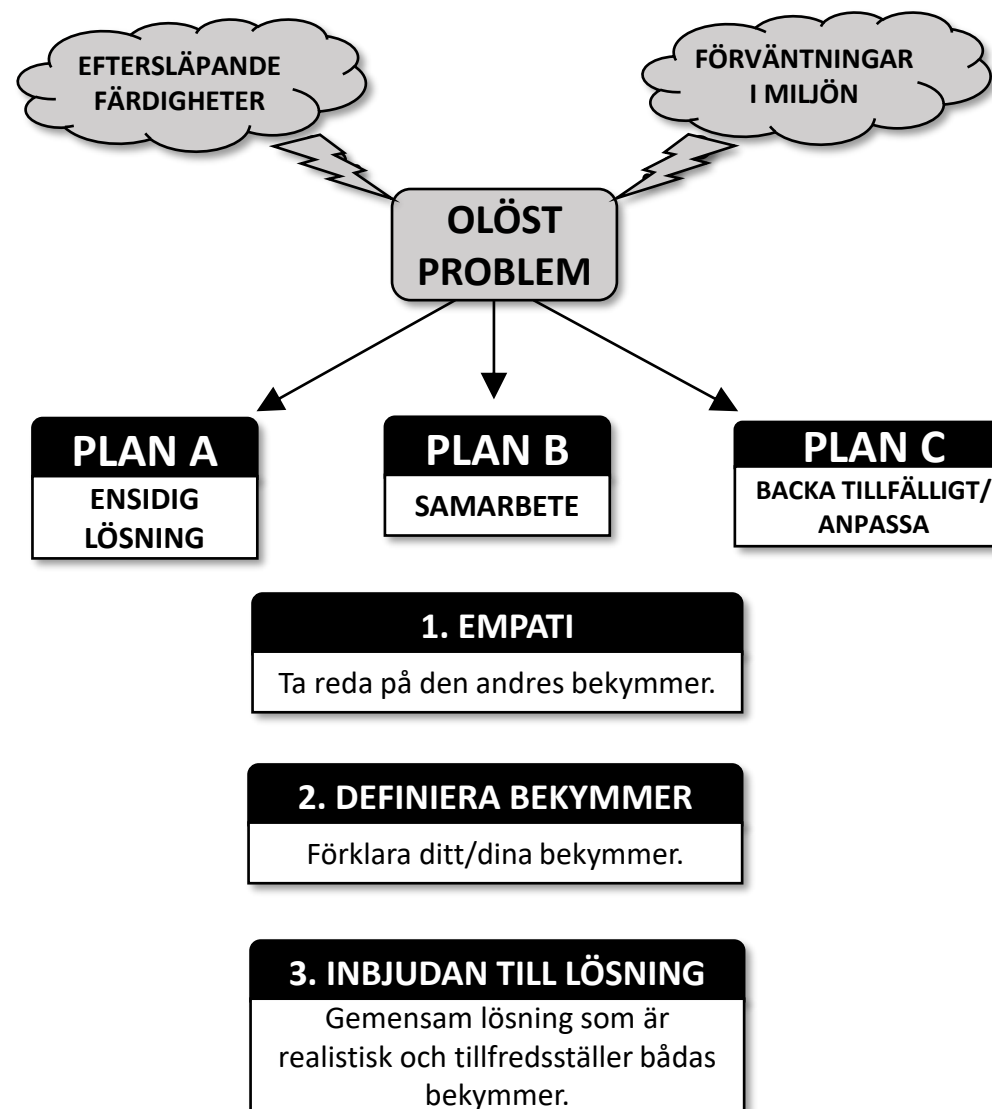 EFTERSLÄPANDE
FÄRDIGHETER
FÖRVÄNTNINGAR
I MILJÖN
OLÖST
PROBLEM
PLAN A
ENSIDIG
LÖSNING
PLAN B
SAMARBETE
PLAN C
BACKA TILLFÄLLIGT/
ANPASSA
1. EMPATI
Ta reda på den andres bekymmer.
2. DEFINIERA BEKYMMER
Förklara ditt/dina bekymmer.
3. INBJUDAN TILL LÖSNING
Gemensam lösning som är
realistisk och tillfredsställer bådas
bekymmer.